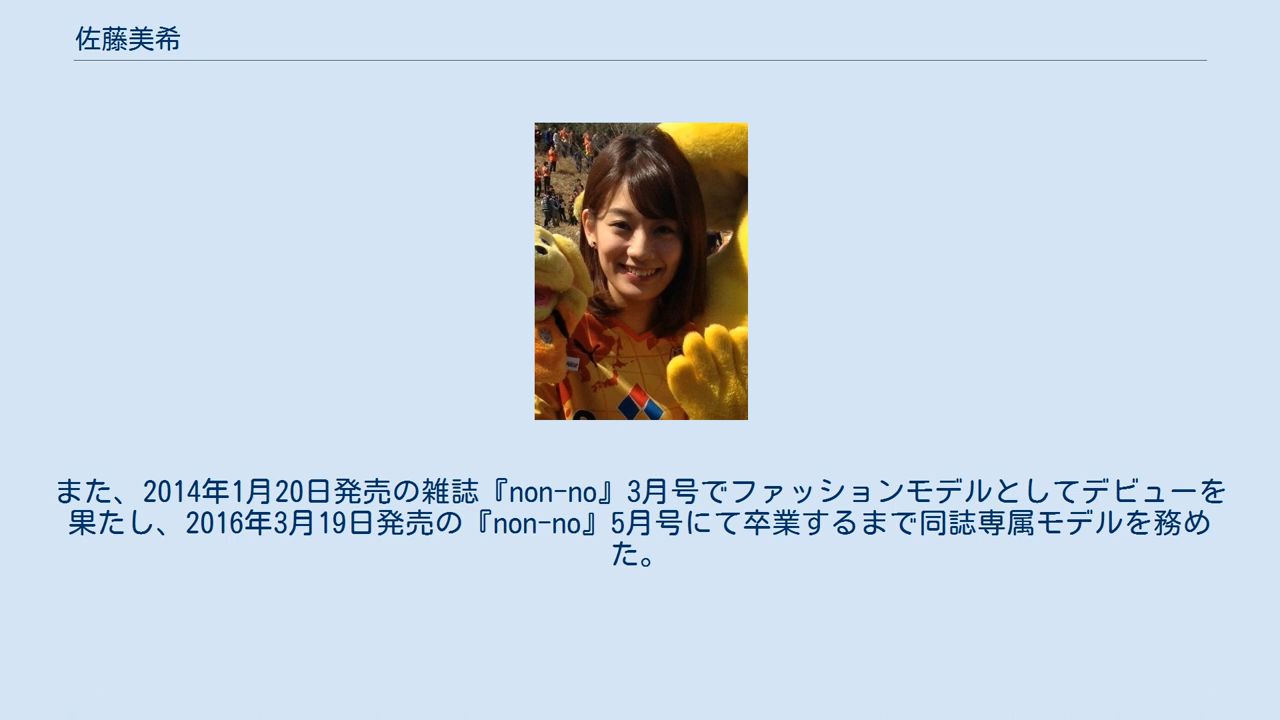 佐藤美希
また、2014年1月20日発売の雑誌『non-no』3月号でファッションモデルとしてデビューを
果たし、2016年3月19日発売の『non-no』5月号にて卒業するまで同誌専属モデルを務め
た。